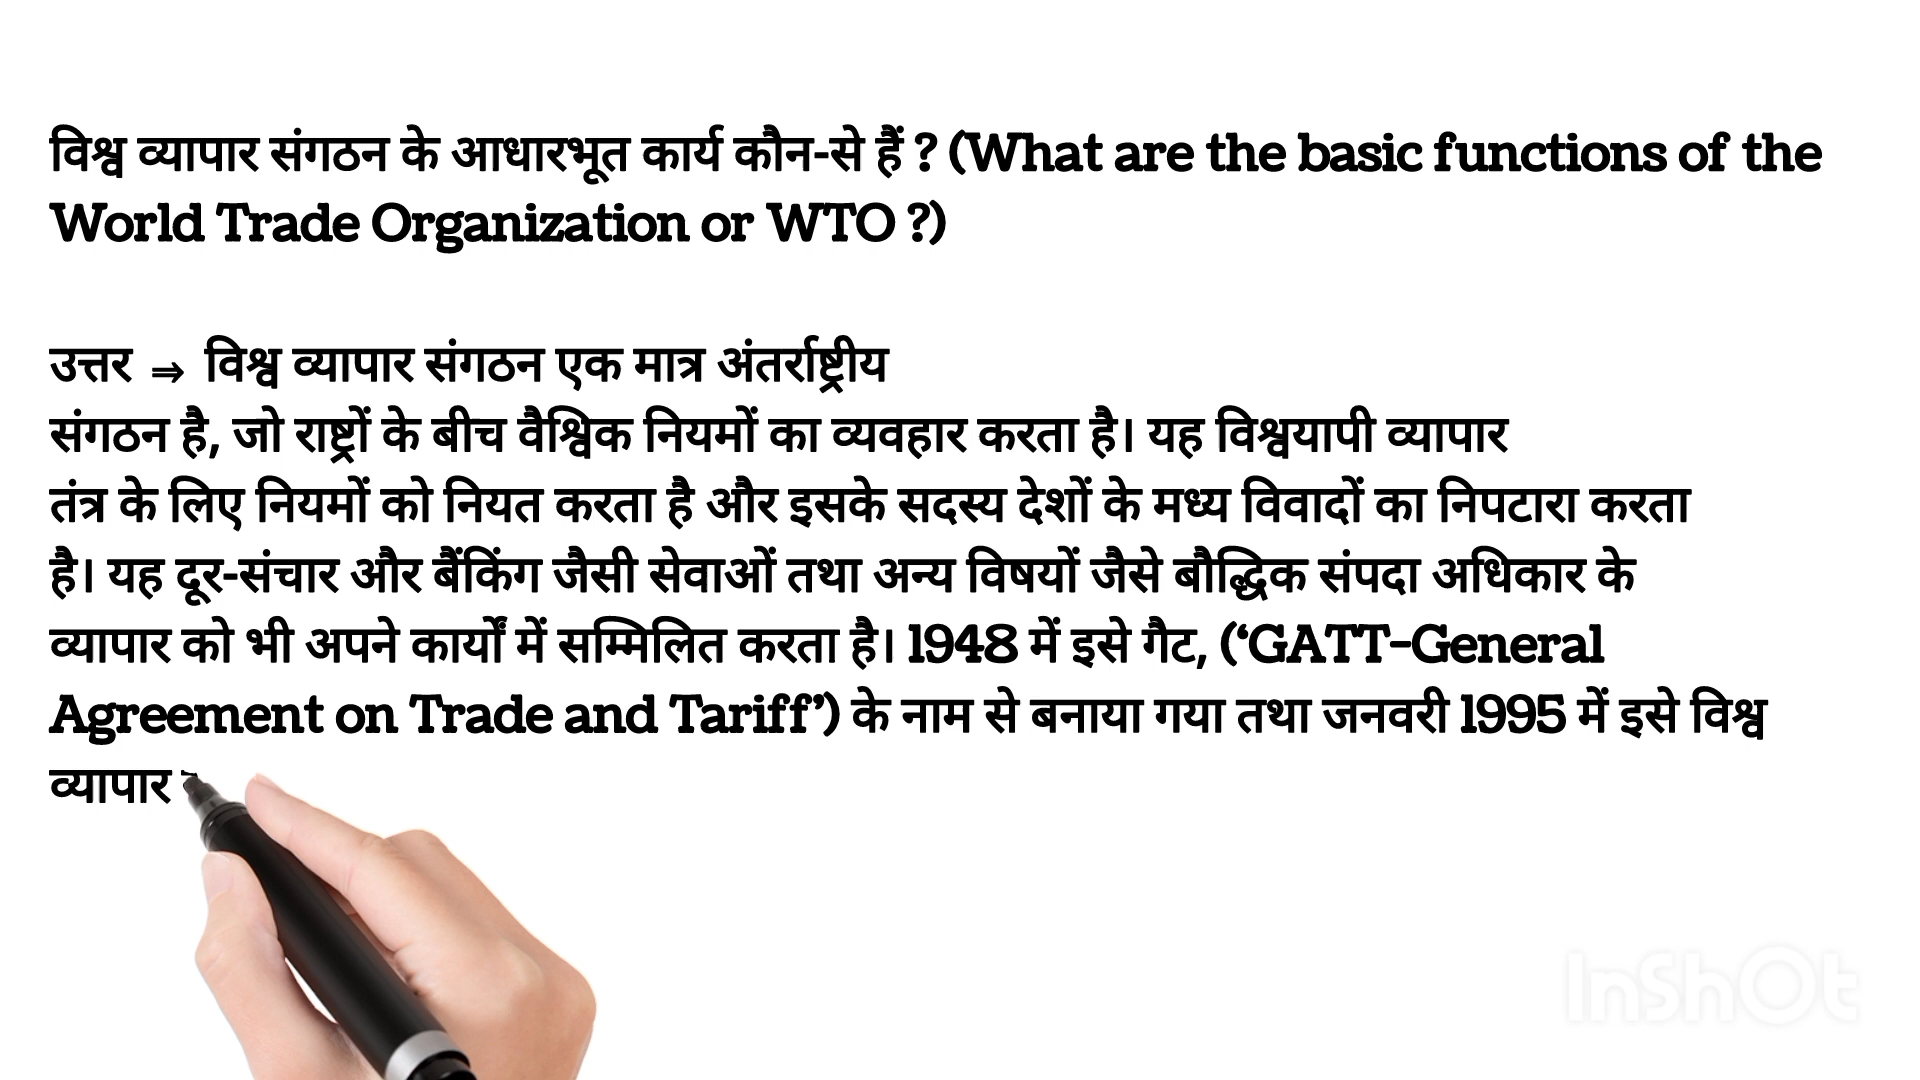 विश्व व्यापार संगठन के आधारभूत कार्य कौन-से हैं ? (What are the basic functions of the
World Trade Organization or WTO ?)
उत्तर ⇒ विश्व व्यापार संगठन एक मात्र अंतर्राष्ट्रीय
संगठन है, जो राष्ट्रों के बीच वैश्विक नियमों का व्यवहार करता है। यह विश्वयापी व्यापार
तंत्र के लिए नियमों को नियत करता है और इसके सदस्य देशों के मध्य विवादों का निपटारा करता
है। यह दूर-संचार और बैंकिंग जैसी सेवाओं तथा अन्य विषयों जैसे बौद्धिक संपदा अधिकार के
व्यापार को भी अपने कार्यों में सम्मिलित करता है। 1948 में इसे गैट, (‘GATT-General
Agreement on Trade and Tariff’) के नाम से बनाया गया तथा जनवरी 1995 में इसे विश्व
व्यापार
InShOt